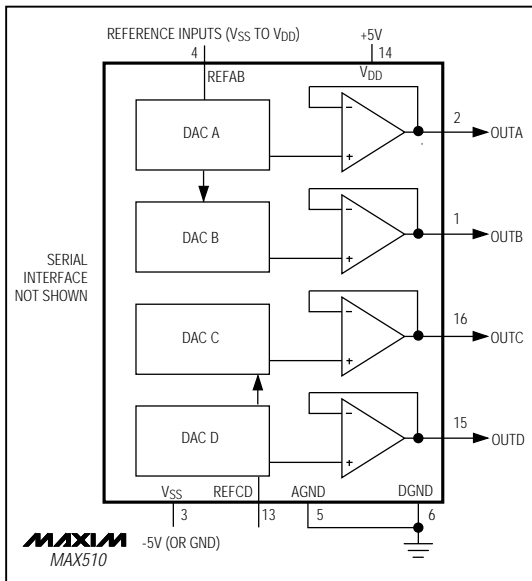 REFERENCE INPUTS (VSS TO VDD)
+5V
4
14
REFAB
VDD
DAC A
−
+
2
OUTA
DAC B
−
+
1
OUTB
SERIAL
INTERFACE
NOT SHOWN
DAC C
−
+
16
OUTC
DAC D
−
+
15
OUTD
VSS
REFCD
AGND
DGND
3
13
5
6
-5V (OR GND)
MAXIM
MAX510